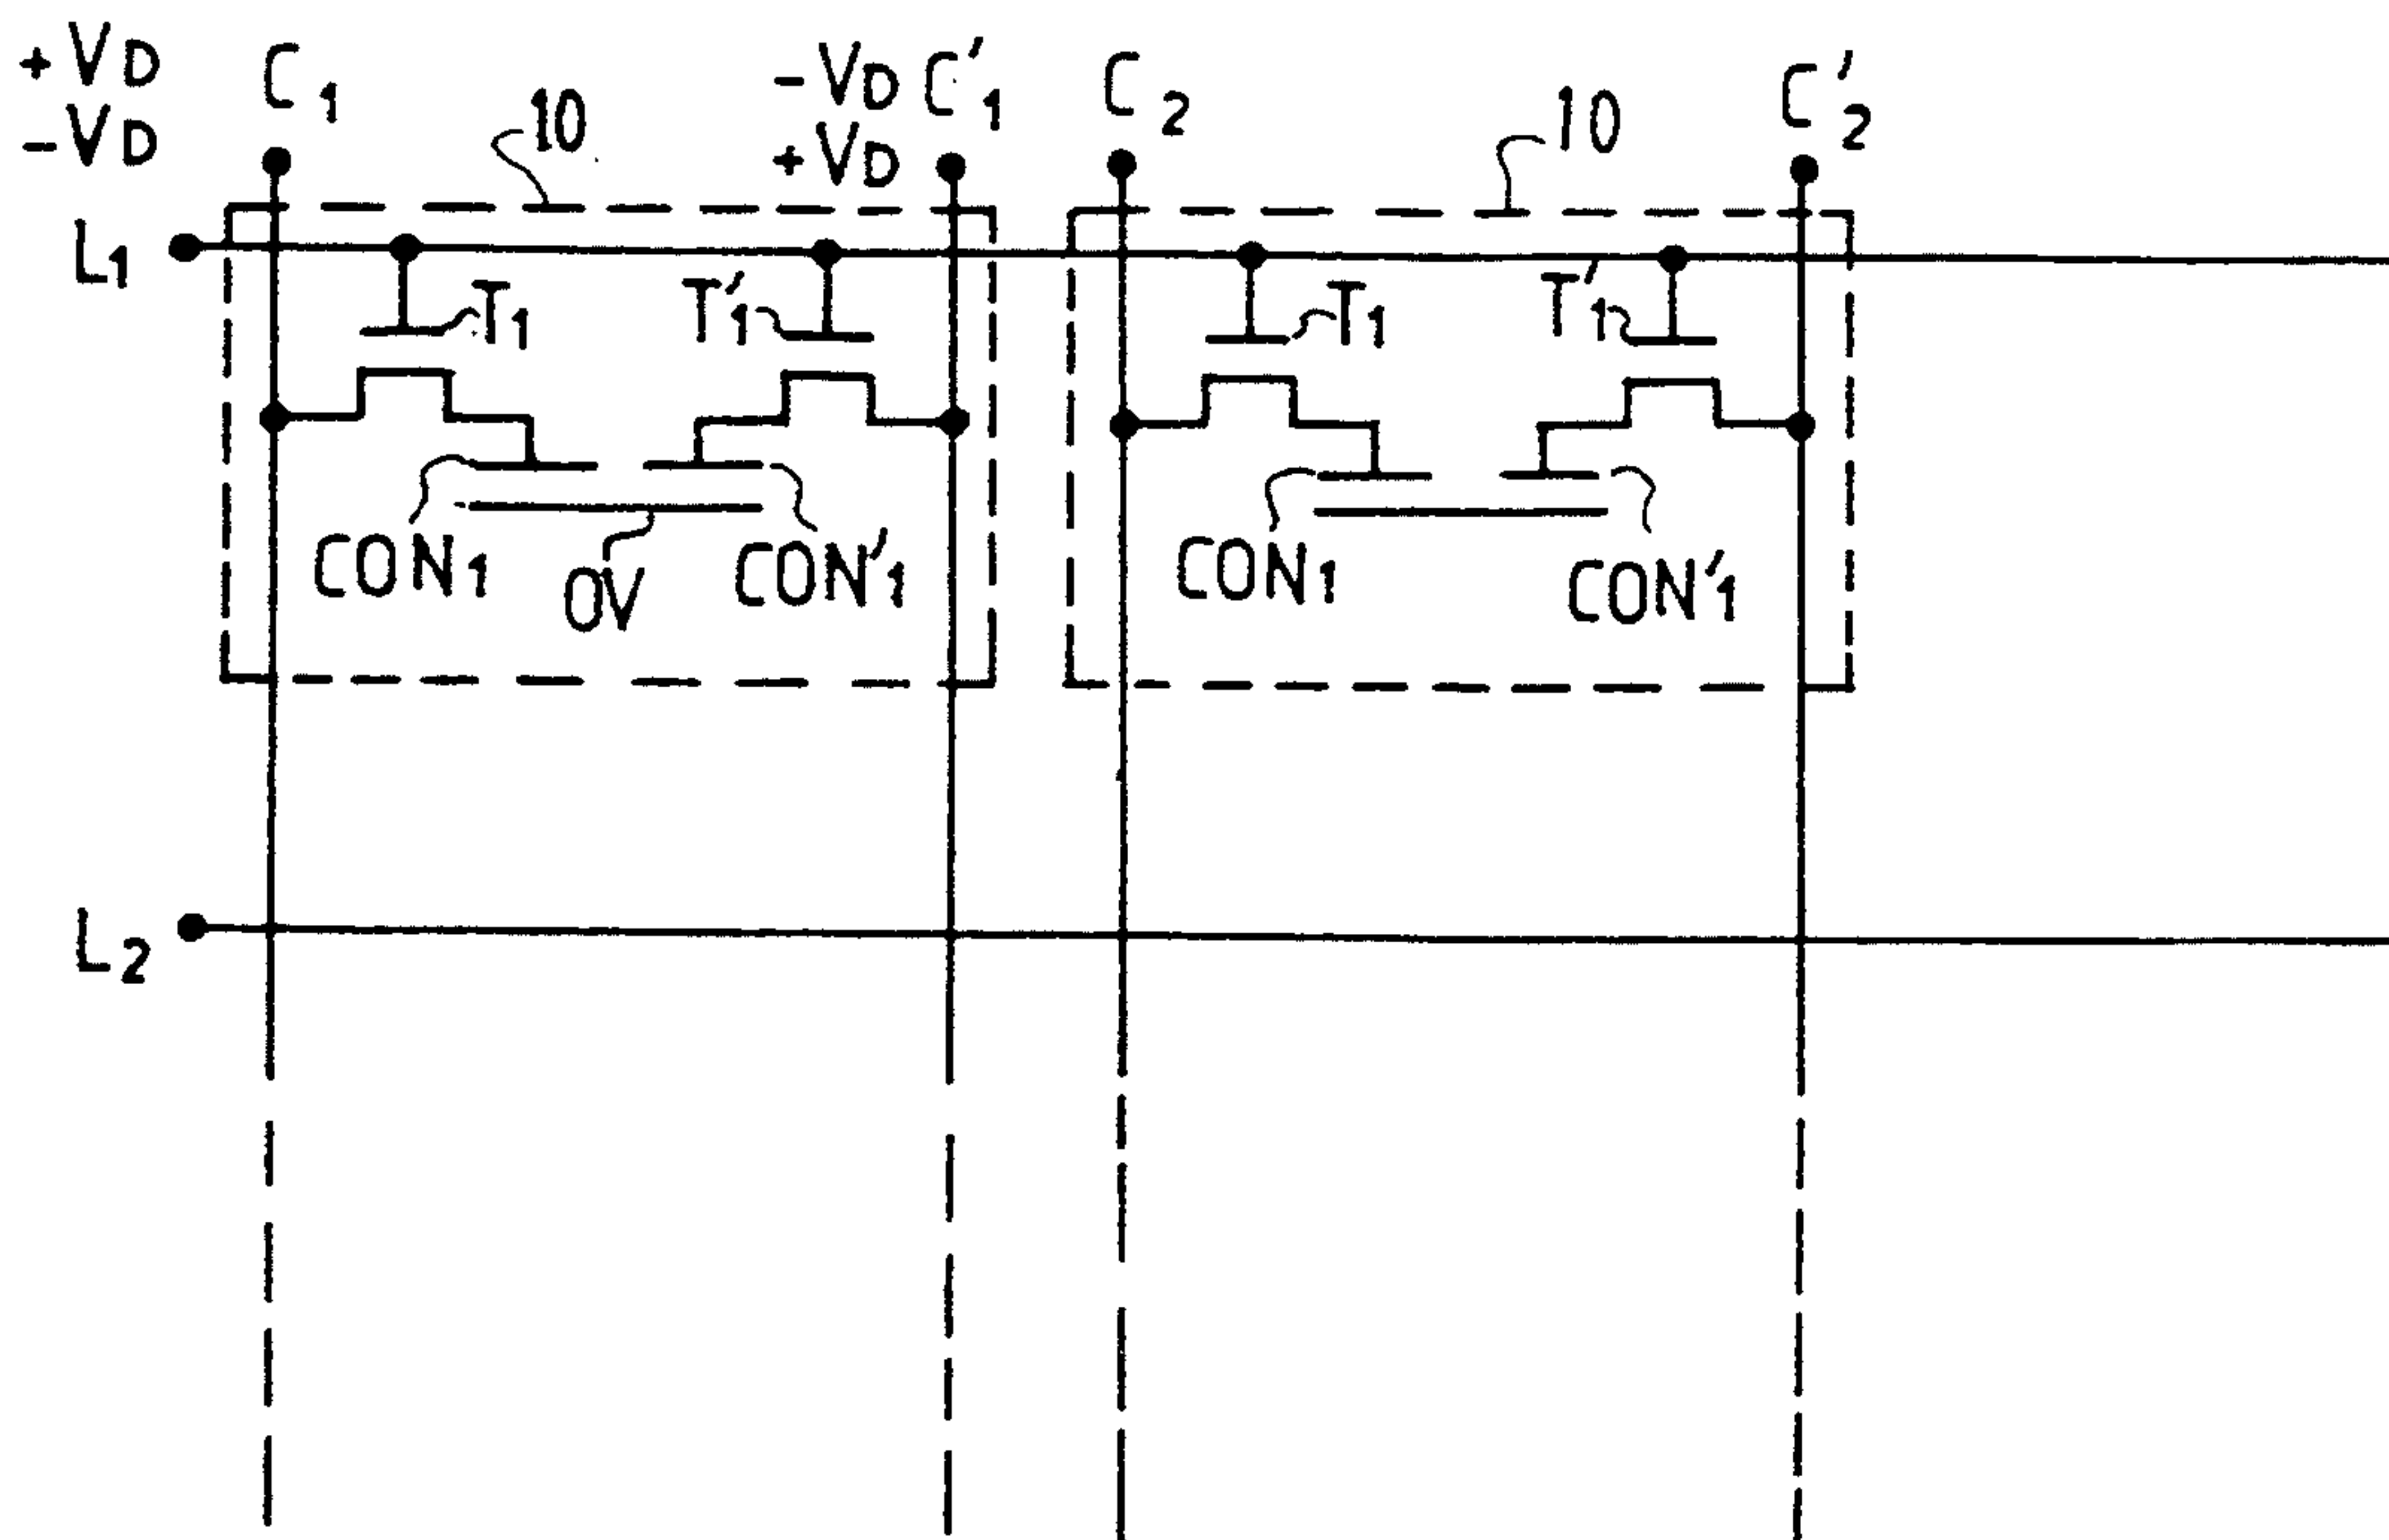 +VD C1 -VD C'1 C2 C'2
-VD 10 +VD 10
L1
T1 T'1 T1 T'1
CON1 0V CON'1 CON1 CON'1
L2